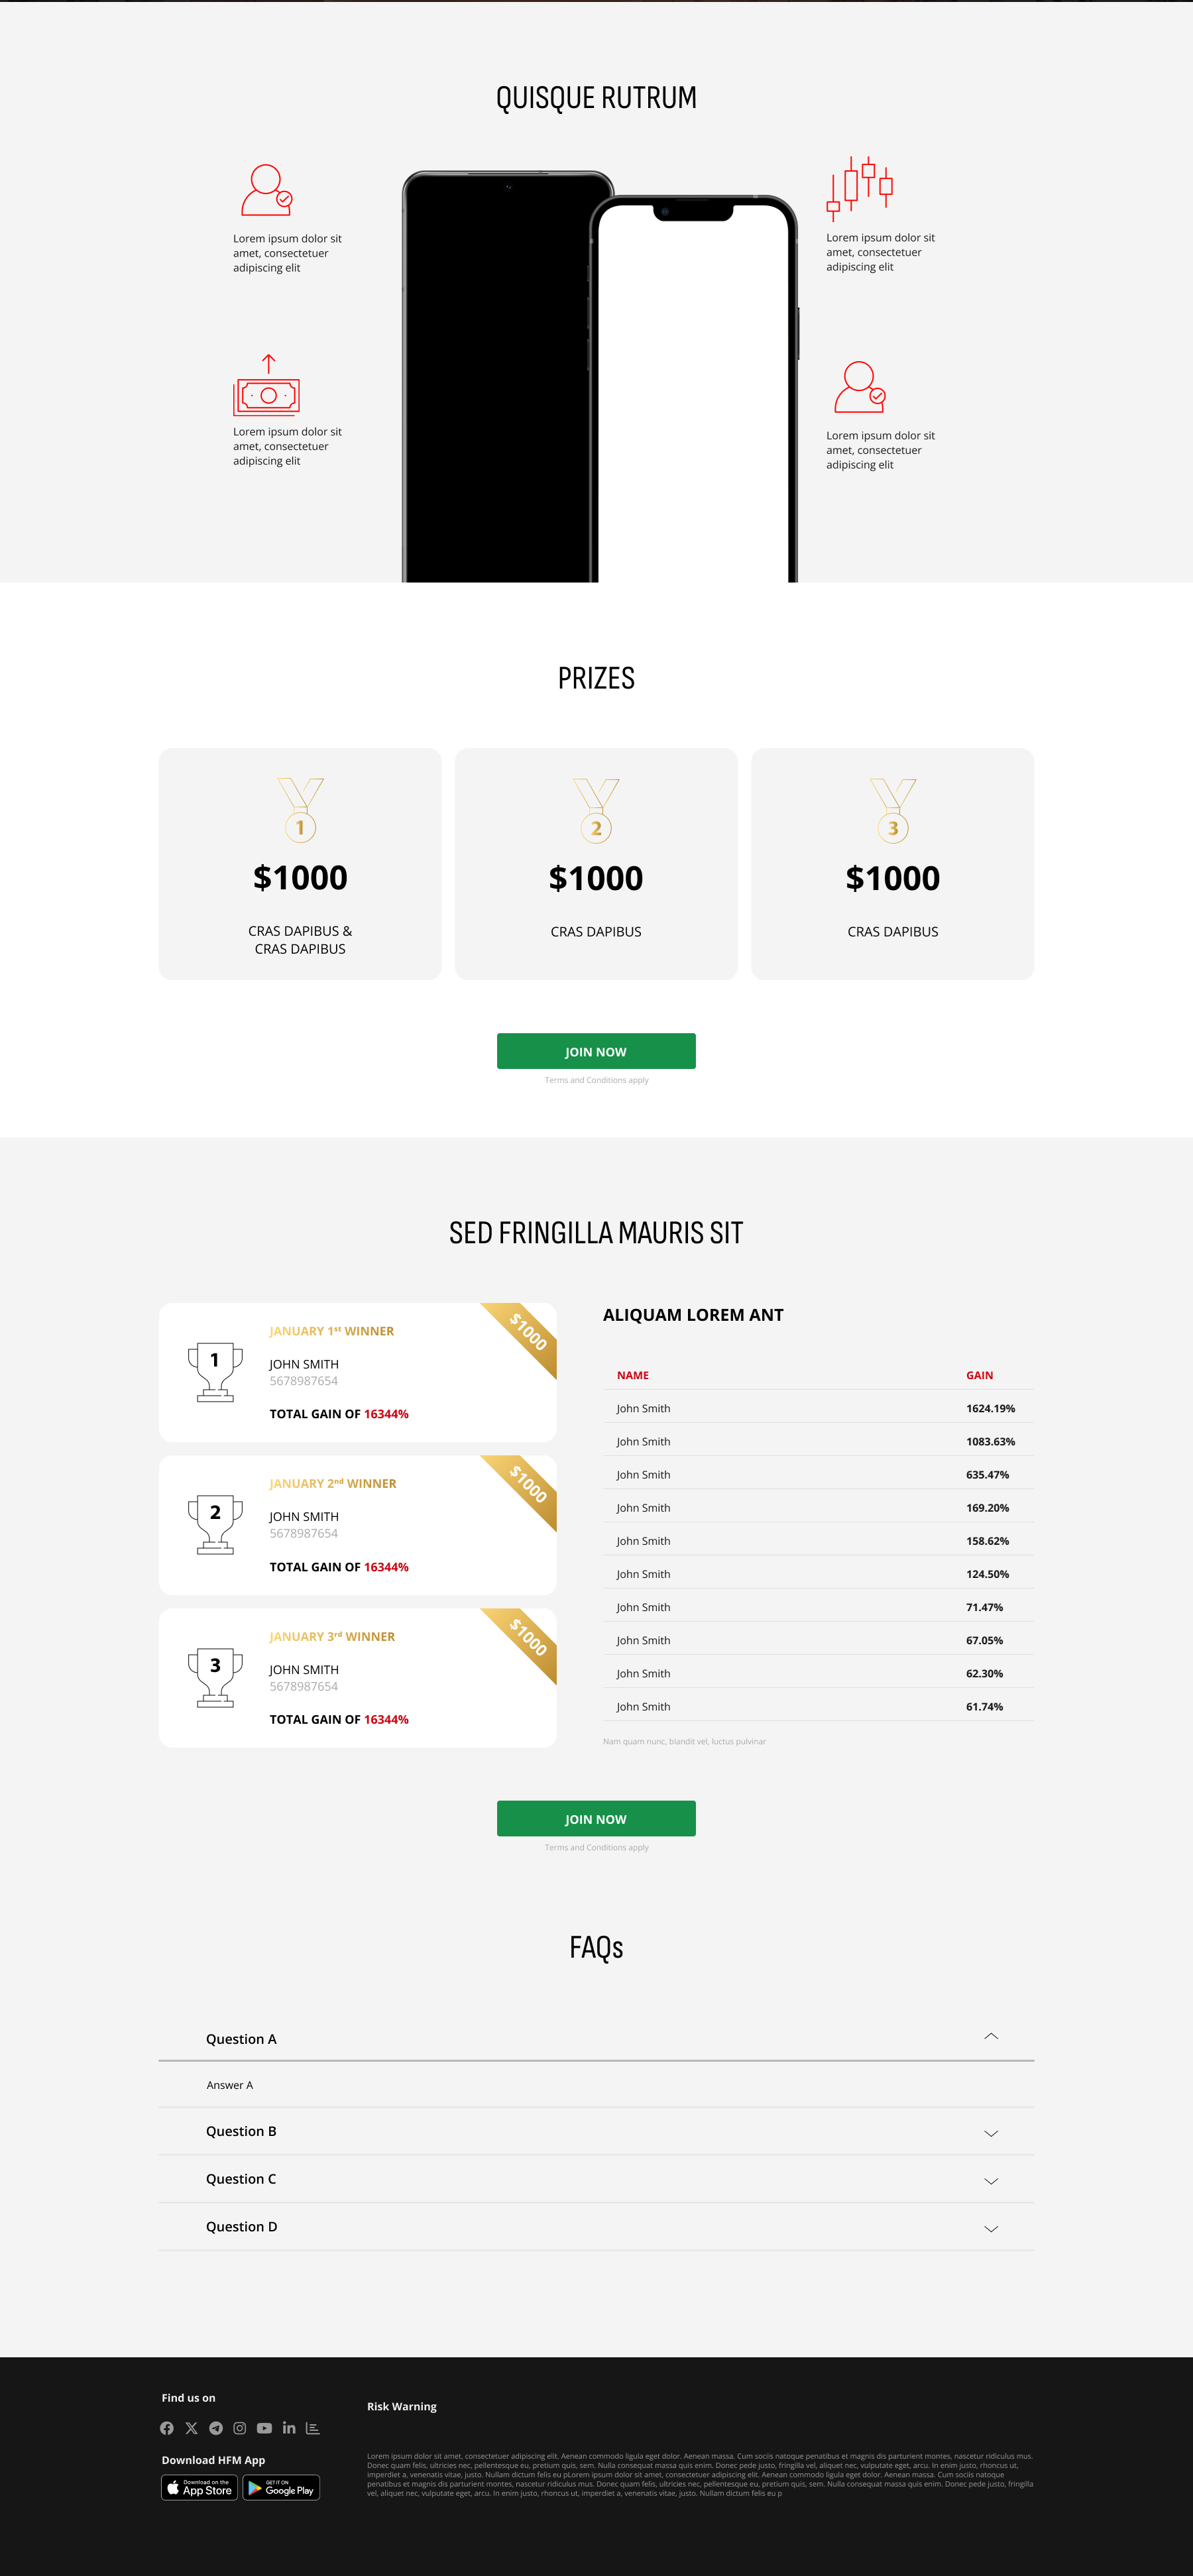 QUISQUE RUTRUM
Lorem ipsum dolor sit
amet, consectetuer
adipiscing elit
Lorem ipsum dolor sit
amet, consectetuer
adipiscing elit
Lorem ipsum dolor sit
amet, consectetuer
adipiscing elit
Lorem ipsum dolor sit
amet, consectetuer
adipiscing elit
PRIZES
1
$1000
CRAS DAPIBUS &
CRAS DAPIBUS
2
$1000
CRAS DAPIBUS
3
$1000
CRAS DAPIBUS
JOIN NOW
Terms and Conditions apply
SED FRINGILLA MAURIS SIT
1
JANUARY 1st WINNER
$1000
JOHN SMITH
5678987654
TOTAL GAIN OF 16344%
2
JANUARY 2nd WINNER
$1000
JOHN SMITH
5678987654
TOTAL GAIN OF 16344%
3
JANUARY 3rd WINNER
$1000
JOHN SMITH
5678987654
TOTAL GAIN OF 16344%
ALIQUAM LOREM ANT
NAME GAIN
John Smith 1624.19%
John Smith 1083.63%
John Smith 635.47%
John Smith 169.20%
John Smith 158.62%
John Smith 124.50%
John Smith 71.47%
John Smith 67.05%
John Smith 62.30%
John Smith 61.74%
Nam quam nunc, blandit vel, luctus pulvinar
JOIN NOW
Terms and Conditions apply
FAQs
Question A
Answer A
Question B
Question C
Question D
Find us on
Download HFM App
Download on the
App Store
GET IT ON
Google Play
Risk Warning
Lorem ipsum dolor sit amet, consectetuer adipiscing elit. Aenean commodo ligula eget dolor. Aenean massa. Cum sociis natoque penatibus et magnis dis parturient montes, nascetur ridiculus mus.
Donec quam felis, ultricies nec, pellentesque eu, pretium quis, sem. Nulla consequat massa quis enim. Donec pede justo, fringilla vel, aliquet nec, vulputate eget, arcu. In enim justo, rhoncus ut,
imperdiet a, venenatis vitae, justo. Nullam dictum felis eu pLorem ipsum dolor sit amet, consectetuer adipiscing elit. Aenean commodo ligula eget dolor. Aenean massa. Cum sociis natoque
penatibus et magnis dis parturient montes, nascetur ridiculus mus. Donec quam felis, ultricies nec, pellentesque eu, pretium quis, sem. Nulla consequat massa quis enim. Donec pede justo, fringilla
vel, aliquet nec, vulputate eget, arcu. In enim justo, rhoncus ut, imperdiet a, venenatis vitae, justo. Nullam dictum felis eu p